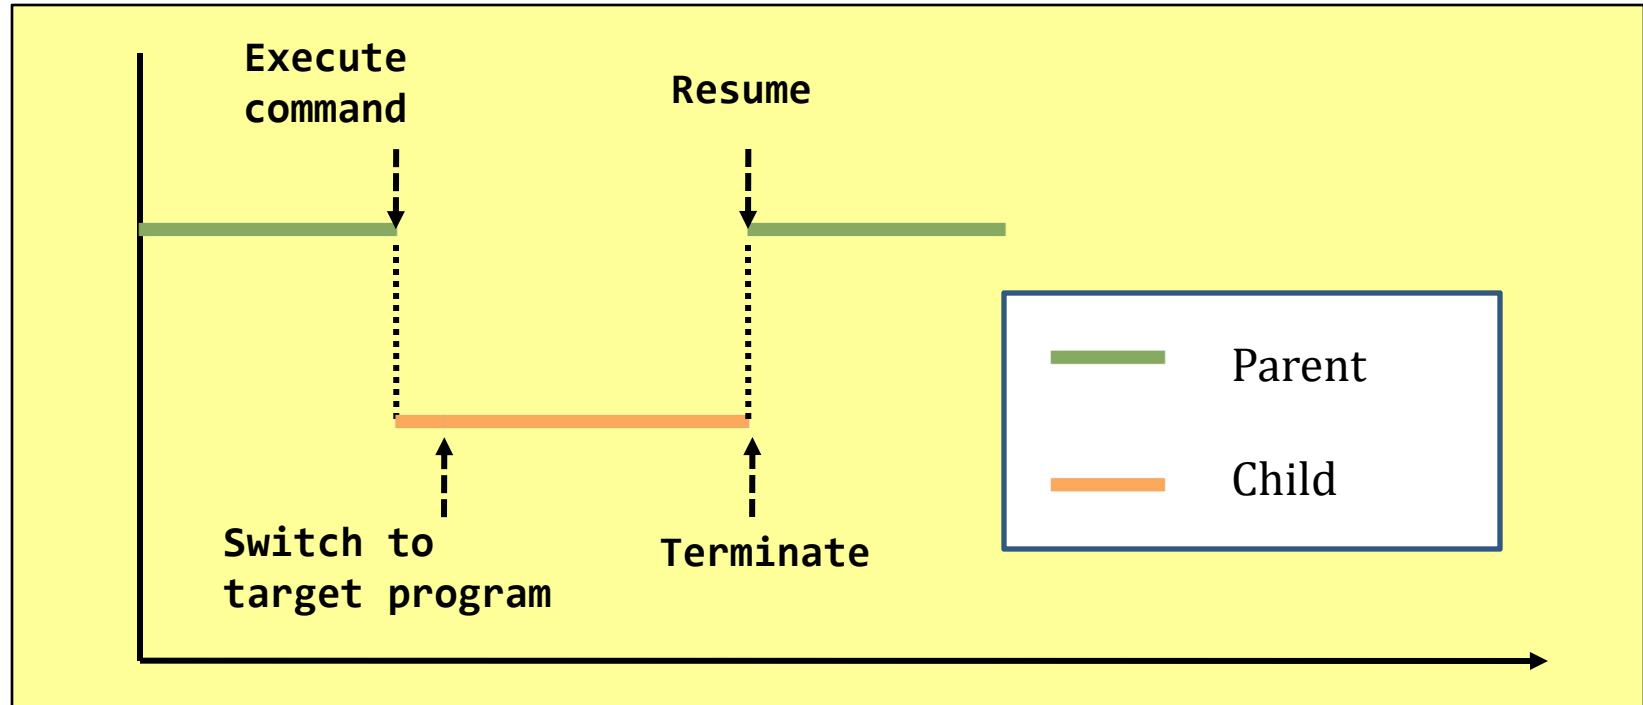 Execute
command
Resume
Parent
Child
Switch to
target program
Terminate